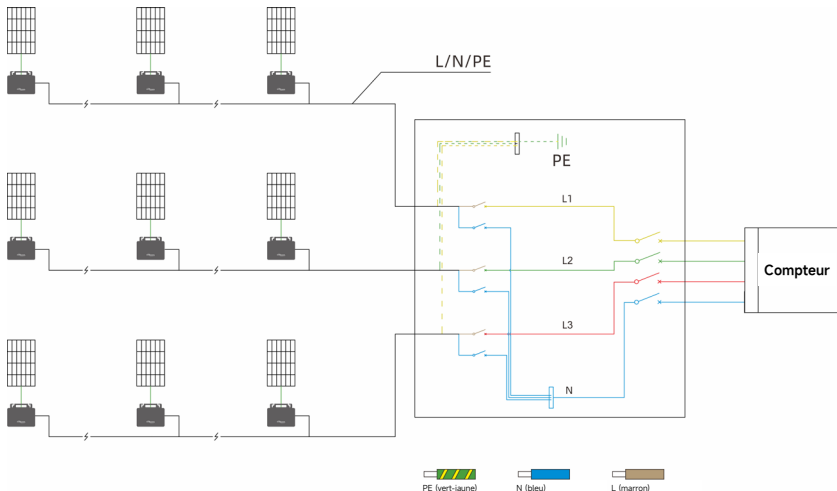 L/N/PE
PE
L1
L2
L3
N
Compteur
PE (vert-jaune)
N (bleu)
L (marron)